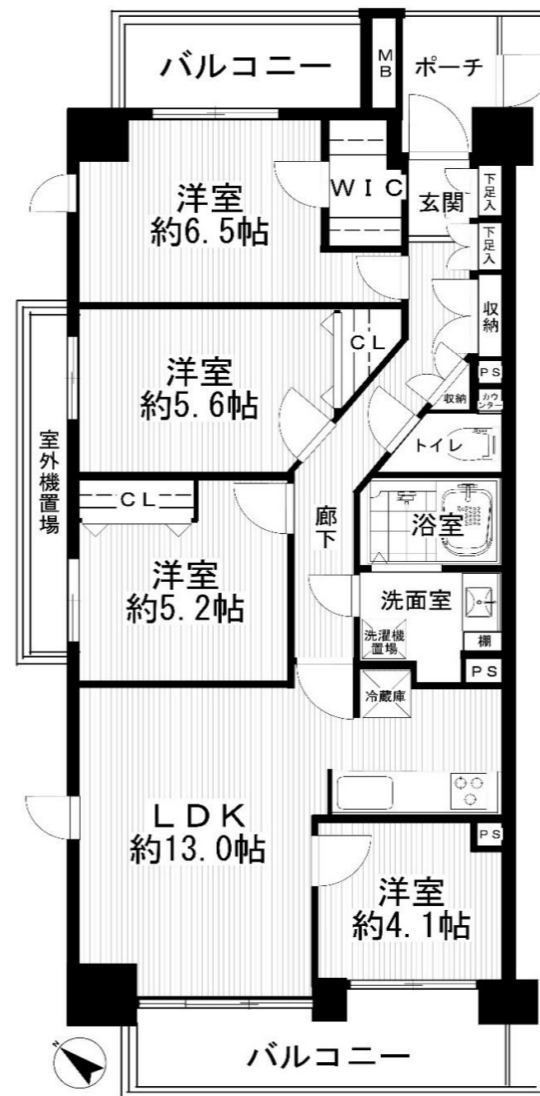 バルコニー
MB
ポーチ
洋室
約6.5帖
WIC
玄関
下足入
下足入
収納
洋室
約5.6帖
CL
PS
収納
カウンター
トイレ
室外機置場
CL
廊下
浴室
洋室
約5.2帖
洗面室
洗濯機
置場
棚
PS
冷蔵庫
LDK
約13.0帖
PS
洋室
約4.1帖
N
バルコニー